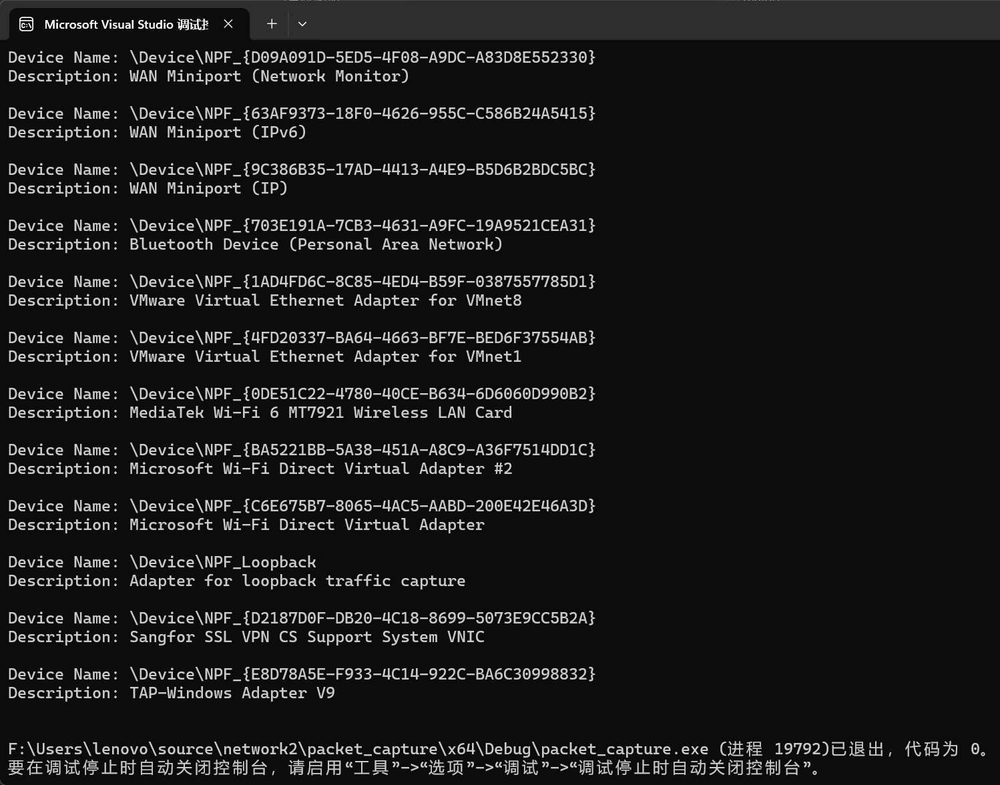 Microsoft Visual Studio 调试
Device Name: \Device\NPF_{D09A091D-5ED5-4F08-A9DC-A83D8E552330}
Description: WAN Miniport (Network Monitor)
Device Name: \Device\NPF_{63AF9373-18F0-4626-955C-C586B24A5415}
Description: WAN Miniport (IPv6)
Device Name: \Device\NPF_{9C386B35-17AD-4413-A4E9-B5D6B2BDC5BC}
Description: WAN Miniport (IP)
Device Name: \Device\NPF_{703E191A-7CB3-4631-A9FC-19A9521CEA31}
Description: Bluetooth Device (Personal Area Network)
Device Name: \Device\NPF_{1AD4FD6C-8C85-4ED4-B59F-0387557785D1}
Description: VMware Virtual Ethernet Adapter for VMnet8
Device Name: \Device\NPF_{4FD20337-BA64-4663-BF7E-BED6F37554AB}
Description: VMware Virtual Ethernet Adapter for VMnet1
Device Name: \Device\NPF_{0DE51C22-4780-40CE-B634-6D6060D990B2}
Description: MediaTek Wi-Fi 6 MT7921 Wireless LAN Card
Device Name: \Device\NPF_{BA5221BB-5A38-451A-A8C9-A36F7514DD1C}
Description: Microsoft Wi-Fi Direct Virtual Adapter #2
Device Name: \Device\NPF_{C6E675B7-8065-4AC5-AABD-200E42E46A3D}
Description: Microsoft Wi-Fi Direct Virtual Adapter
Device Name: \Device\NPF_Loopback
Description: Adapter for loopback traffic capture
Device Name: \Device\NPF_{D2187D0F-DB20-4C18-8699-5073E9CC5B2A}
Description: Sangfor SSL VPN CS Support System VNIC
Device Name: \Device\NPF_{E8D78A5E-F933-4C14-922C-BA6C30998832}
Description: TAP-Windows Adapter V9
F:\Users\lenovo\source\network2\packet_capture\x64\Debug\packet_capture.exe (进程 19792)已退出，代码为 0。
要在调试停止时自动关闭控制台，请启用“工具”->“选项”->“调试”->“调试停止时自动关闭控制台”。